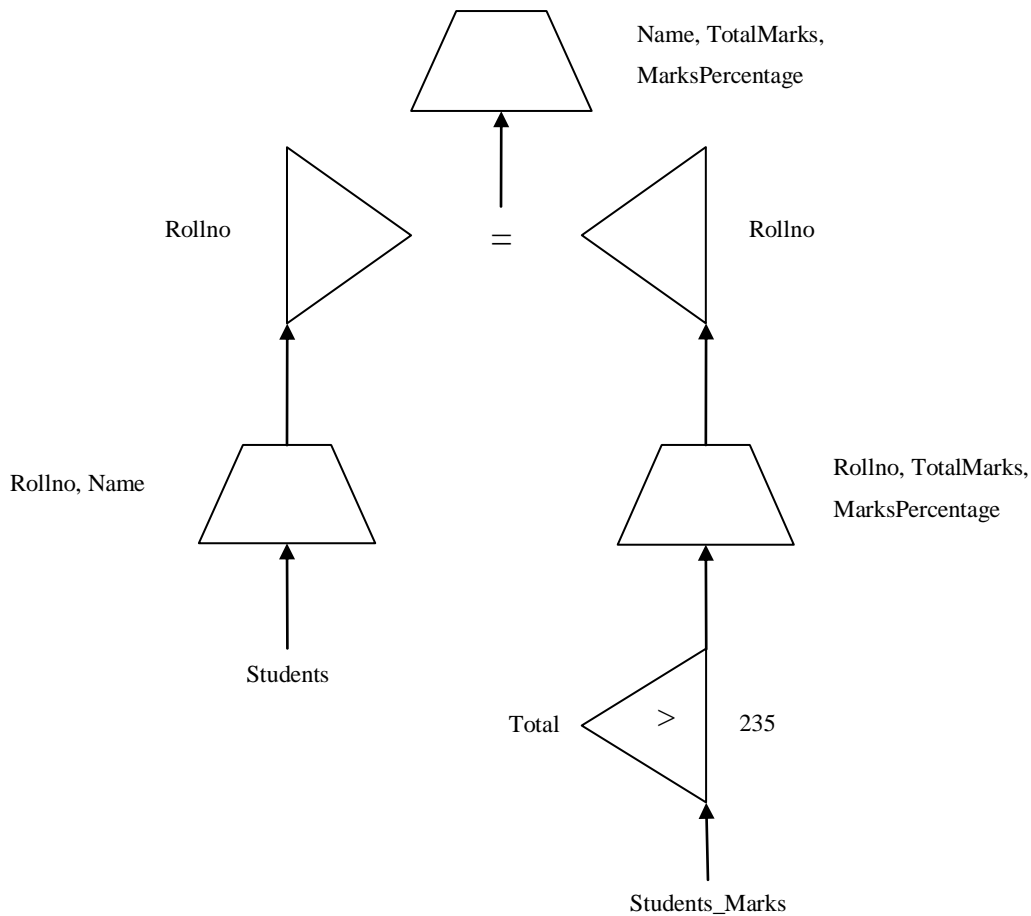 Name, TotalMarks,
MarksPercentage
Rollno
=
Rollno
Rollno, Name
Rollno, TotalMarks,
MarksPercentage
Students
Total
>
235
Students_Marks